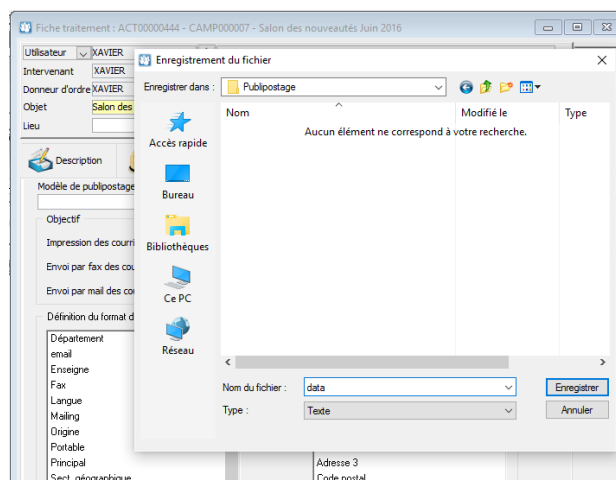 Fiche traitement : ACT00000444 - CAMP000007 - Salon des nouveautés Juin 2016
Utilisateur XAVIER
Intervenant XAVIER
Donneur d'ordre XAVIER
Objet Salon des
Lieu
Description
Modèle de publipostage
Objectif
Impression des courri
Envoi par fax des cou
Envoi par mail des co
Définition du format d
Département
email
Enseigne
Fax
Langue
Mailing
Origine
Portable
Principal
Sect. géographique
Enregistrement du fichier
Enregistrer dans : Publipostage
Nom Modifié le Type
Aucun élément ne correspond à votre recherche.
Accès rapide
Bureau
Bibliothèques
Ce PC
Réseau
Nom du fichier : data Enregistrer
Type : Texte Annuler
Adresse 3
Code postal